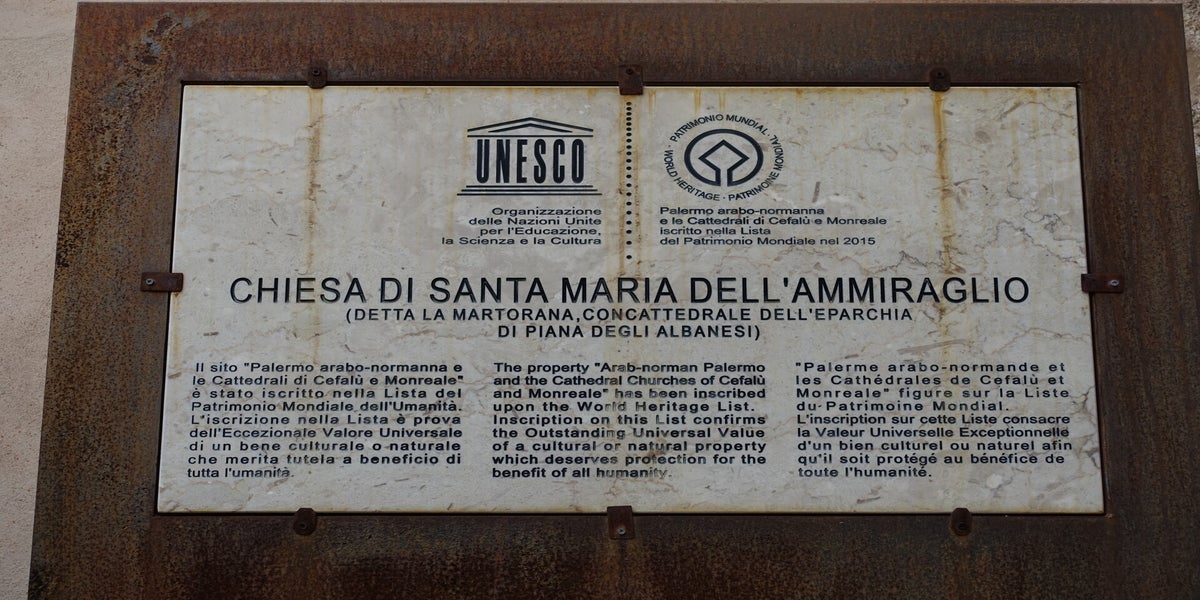 UNESCO
Organizzazione
delle Nazioni Unite
per l'Educazione,
la Scienza e la Cultura
PATRIMONIO MUNDIAL · WORLD HERITAGE · PATRIMOINE MONDIAL ·
Palermo arabo-normanna
e le Cattedrali di Cefalù e Monreale
iscritto nella Lista
del Patrimonio Mondiale nel 2015
CHIESA DI SANTA MARIA DELL'AMMIRAGLIO
(DETTA LA MARTORANA,CONCATTEDRALE DELL'EPARCHIA
DI PIANA DEGLI ALBANESI)
Il sito "Palermo arabo-normanna e
le Cattedrali di Cefalù e Monreale"
è stato iscritto nella Lista del
Patrimonio Mondiale dell'Umanità.
L'iscrizione nella Lista è prova
dell'Eccezionale Valore Universale
di un bene culturale o naturale
che merita tutela a beneficio di
tutta l'umanità.
The property "Arab-norman Palermo
and the Cathedral Churches of Cefalù
and Monreale" has been inscribed
upon the World Heritage List.
Inscription on this List confirms
the Outstanding Universal Value
of a cultural or natural property
which deserves protection for the
benefit of all humanity.
"Palerme arabo-normande et
les Cathédrales de Cefalù et
Monreale" figure sur la Liste
du Patrimoine Mondial.
L'inscription sur cette Liste consacre
la Valeur Universelle Exceptionnelle
d'un bien culturel ou naturel afin
qu'il soit protégé au bénéfice de
toute l'humanité.